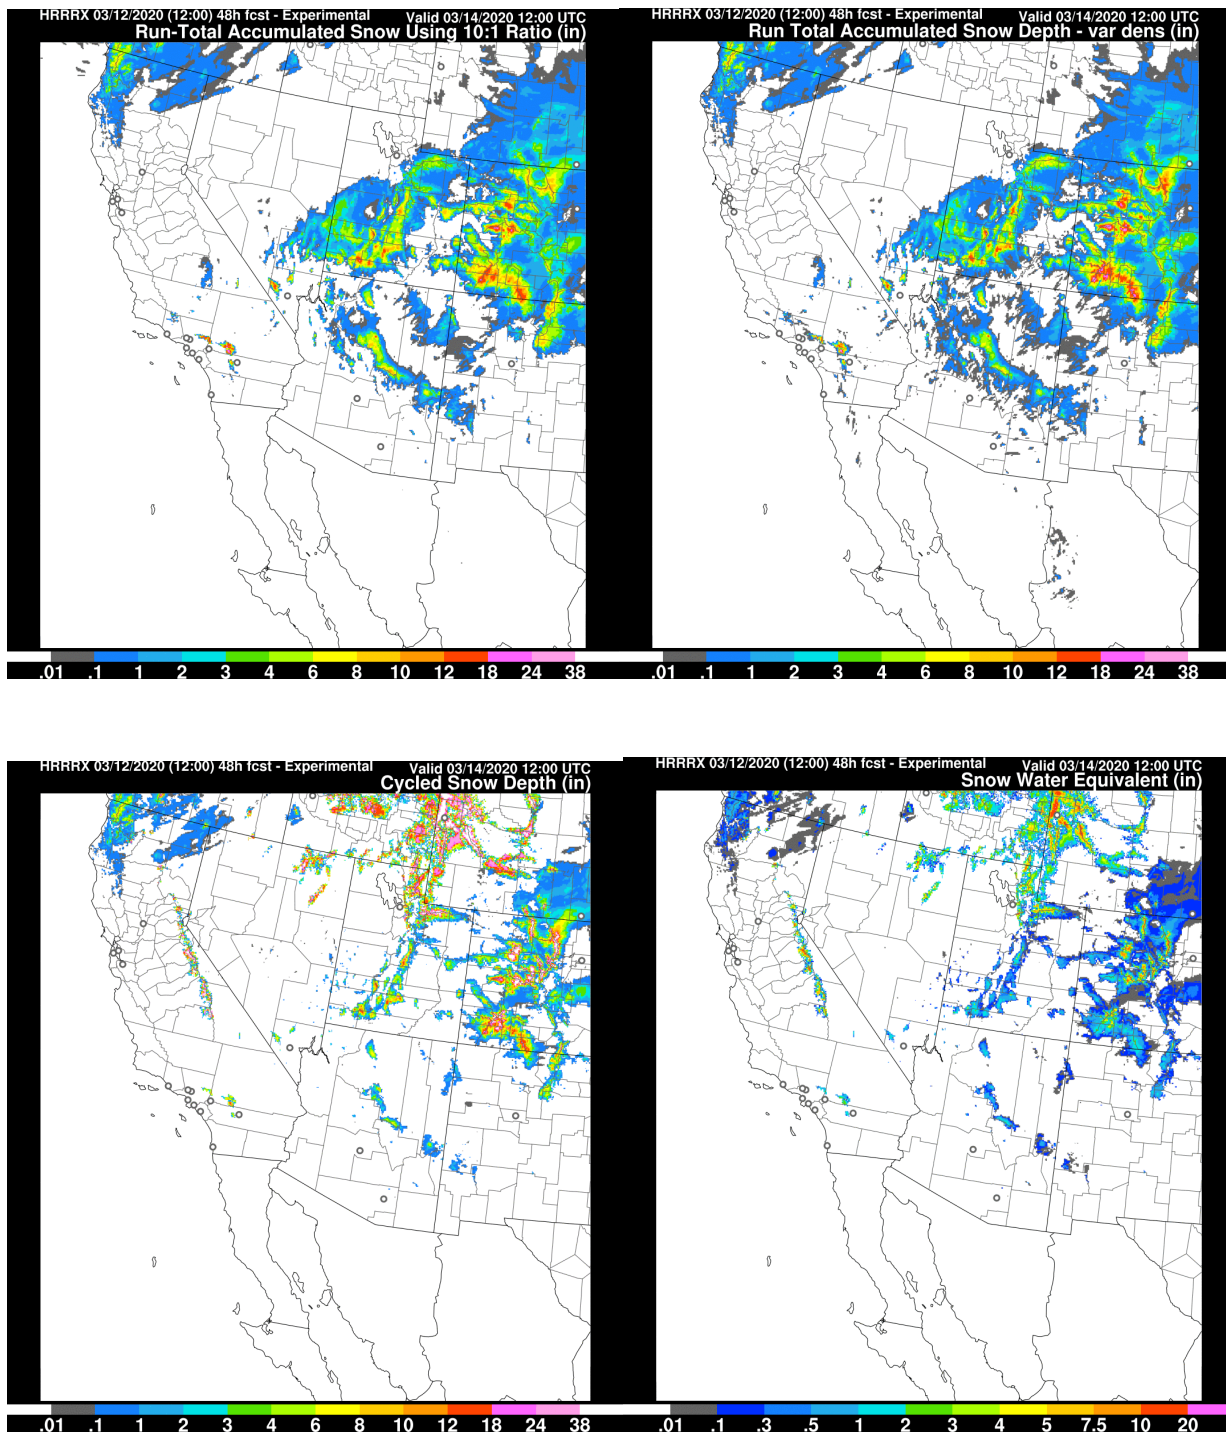 HRRRX 03/12/2020 (12:00) 48h fcst - Experimental Valid 03/14/2020 12:00 UTC
Run-Total Accumulated Snow Using 10:1 Ratio (in)
.01 .1 1 2 3 4 6 8 10 12 18 24 38
HRRRX 03/12/2020 (12:00) 48h fcst - Experimental Valid 03/14/2020 12:00 UTC
Run Total Accumulated Snow Depth - var dens (in)
.01 .1 1 2 3 4 6 8 10 12 18 24 38
HRRRX 03/12/2020 (12:00) 48h fcst - Experimental Valid 03/14/2020 12:00 UTC
Cycled Snow Depth (in)
.01 .1 1 2 3 4 6 8 10 12 18 24 38
HRRRX 03/12/2020 (12:00) 48h fcst - Experimental Valid 03/14/2020 12:00 UTC
Snow Water Equivalent (in)
.01 .1 .3 .5 1 2 3 4 5 7.5 10 20